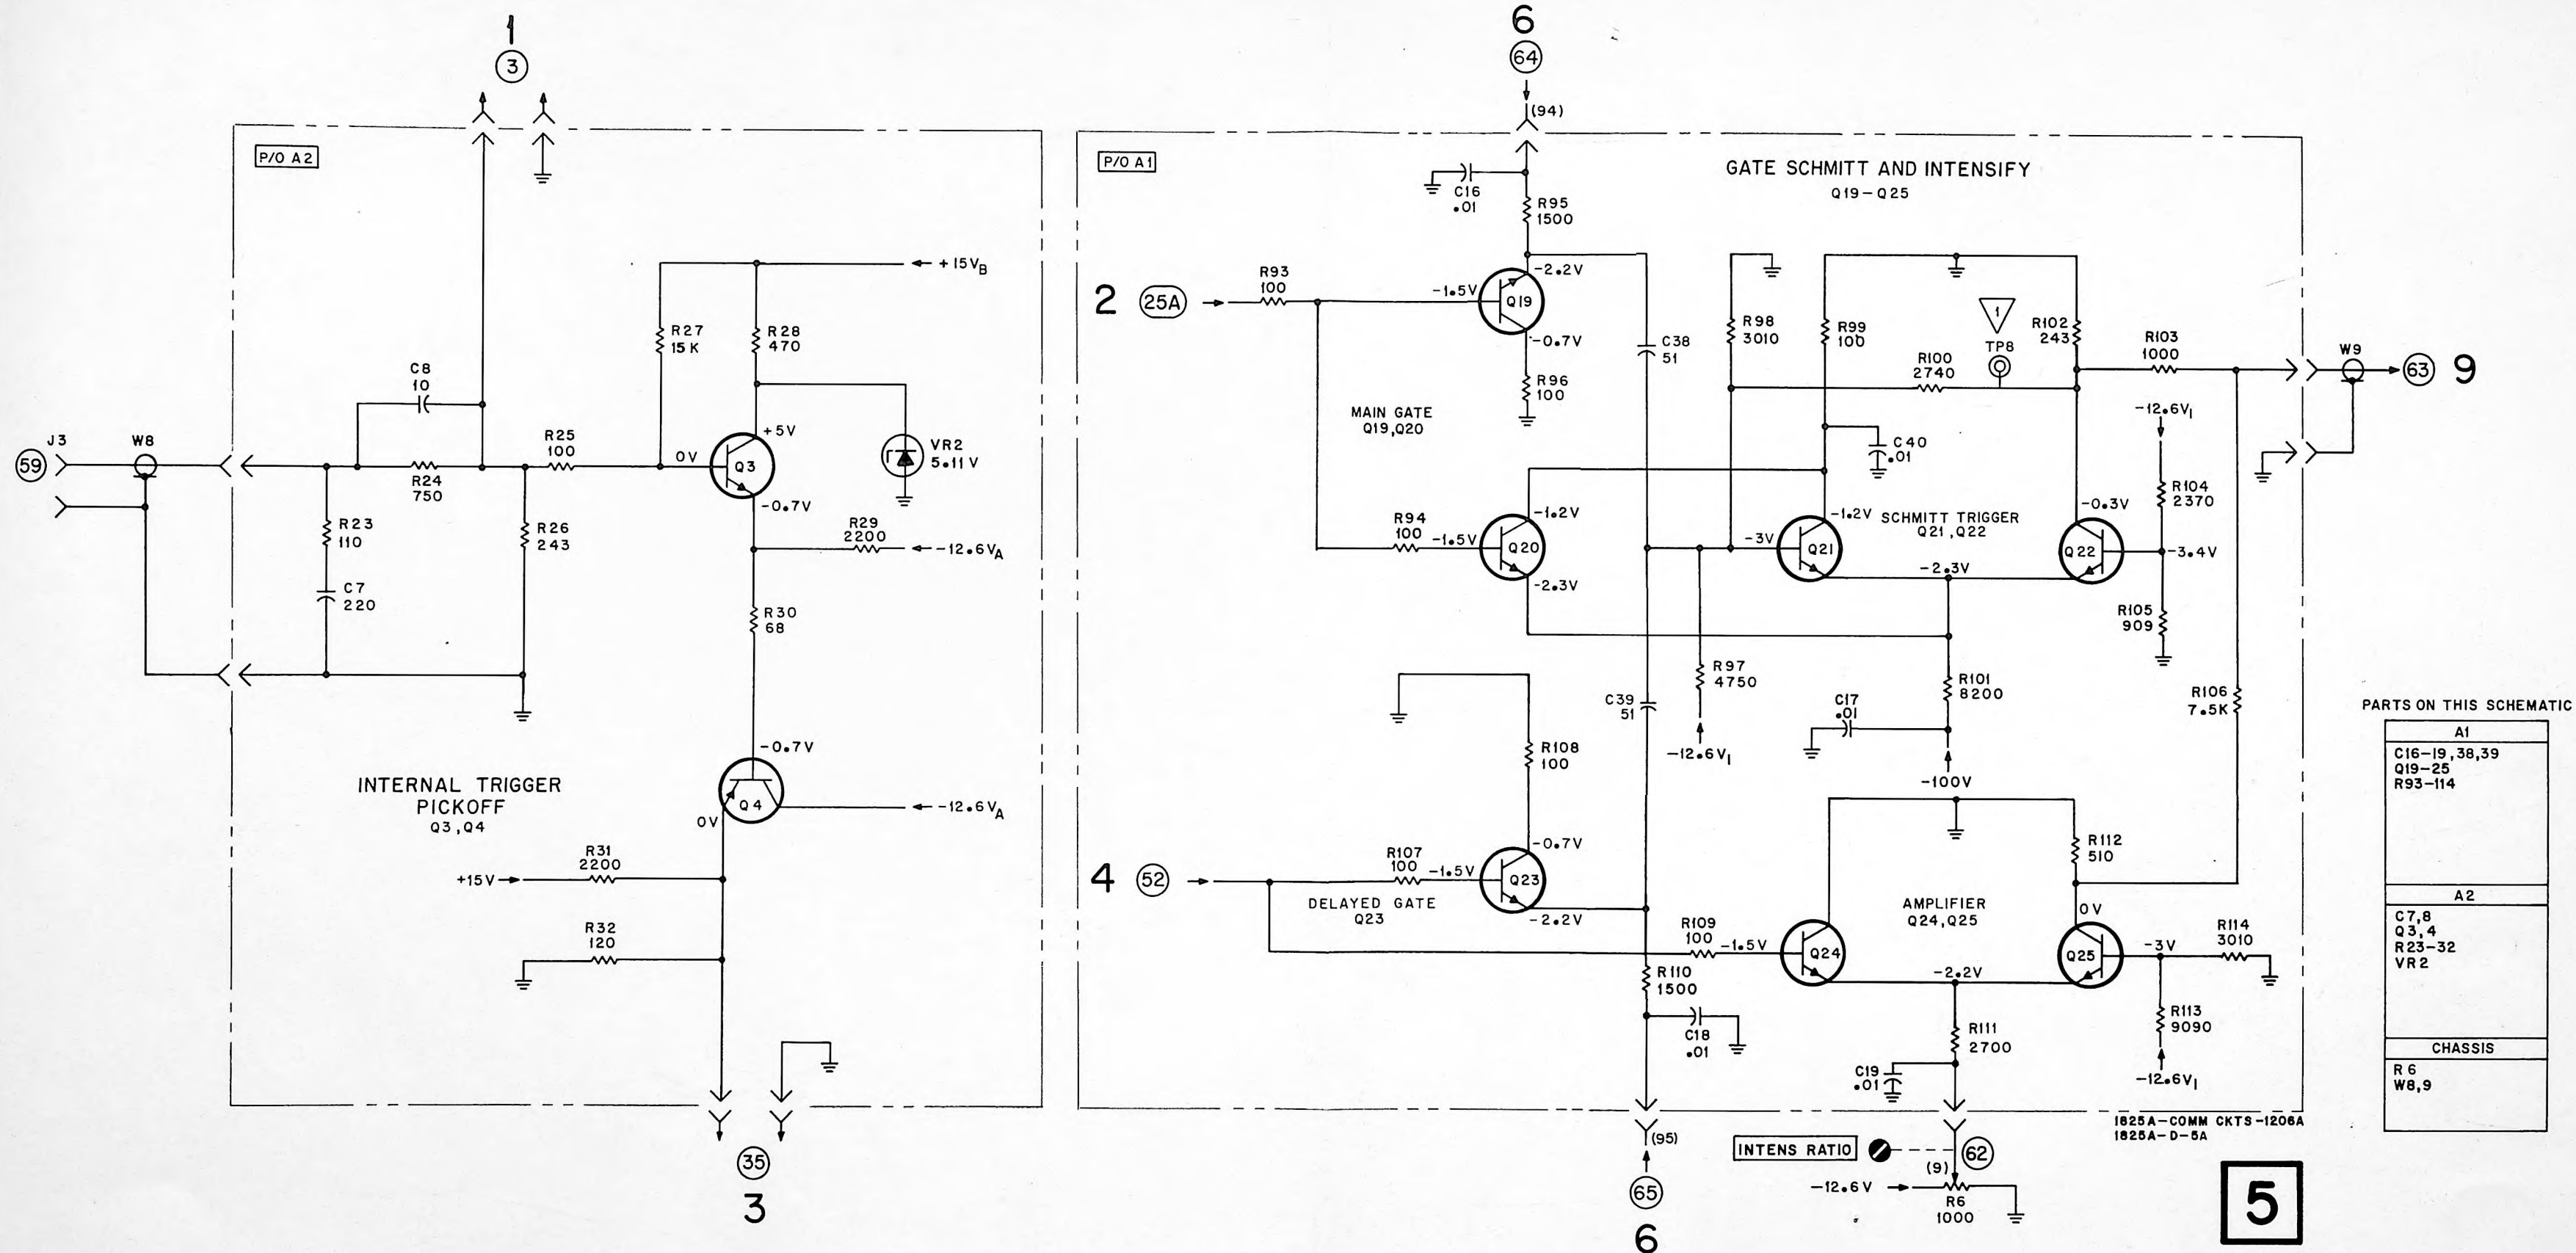 1
3
P/O A2
+15VB
R27
15K
R28
470
C8
10
J3
59
W8
R25
100
R24
750
R23
110
C7
220
R26
243
0V
+5V
Q3
-0.7V
VR2
5.11V
R29
2200
-12.6VA
R30
68
-0.7V
Q4
0V
-12.6VA
INTERNAL TRIGGER
PICKOFF
Q3,Q4
R31
2200
+15V
R32
120
35
3
6
64
(94)
P/O A1
GATE SCHMITT AND INTENSIFY
Q19-Q25
C16
.01
R95
1500
2
25A
R93
100
-1.5V
-2.2V
Q19
-0.7V
R96
100
MAIN GATE
Q19,Q20
C38
51
R98
3010
R99
100
1
TP8
R100
2740
R102
243
R103
1000
W9
63
9
-12.6VI
C40
.01
R104
2370
R94
100
-1.5V
-1.2V
Q20
-2.3V
-3V
-1.2V
Q21
SCHMITT TRIGGER
Q21,Q22
-2.3V
-0.3V
Q22
-3.4V
R105
909
R97
4750
-12.6VI
C39
51
R101
8200
C17
.01
-100V
R106
7.5K
R108
100
4
52
R107
100
-1.5V
-0.7V
Q23
-2.2V
DELAYED GATE
Q23
R109
100
-1.5V
Q24
AMPLIFIER
Q24,Q25
-2.2V
R112
510
0V
Q25
-3V
R114
3010
R113
9090
-12.6VI
R110
1500
C18
.01
R111
2700
C19
.01
(95)
65
6
INTENS RATIO
62
(9)
-12.6V
R6
1000
1825A-COMM CKTS-1206A
1825A-D-5A
5
PARTS ON THIS SCHEMATIC
A1
C16-19,38,39
Q19-25
R93-114
A2
C7,8
Q3,4
R23-32
VR2
CHASSIS
R6
W8,9